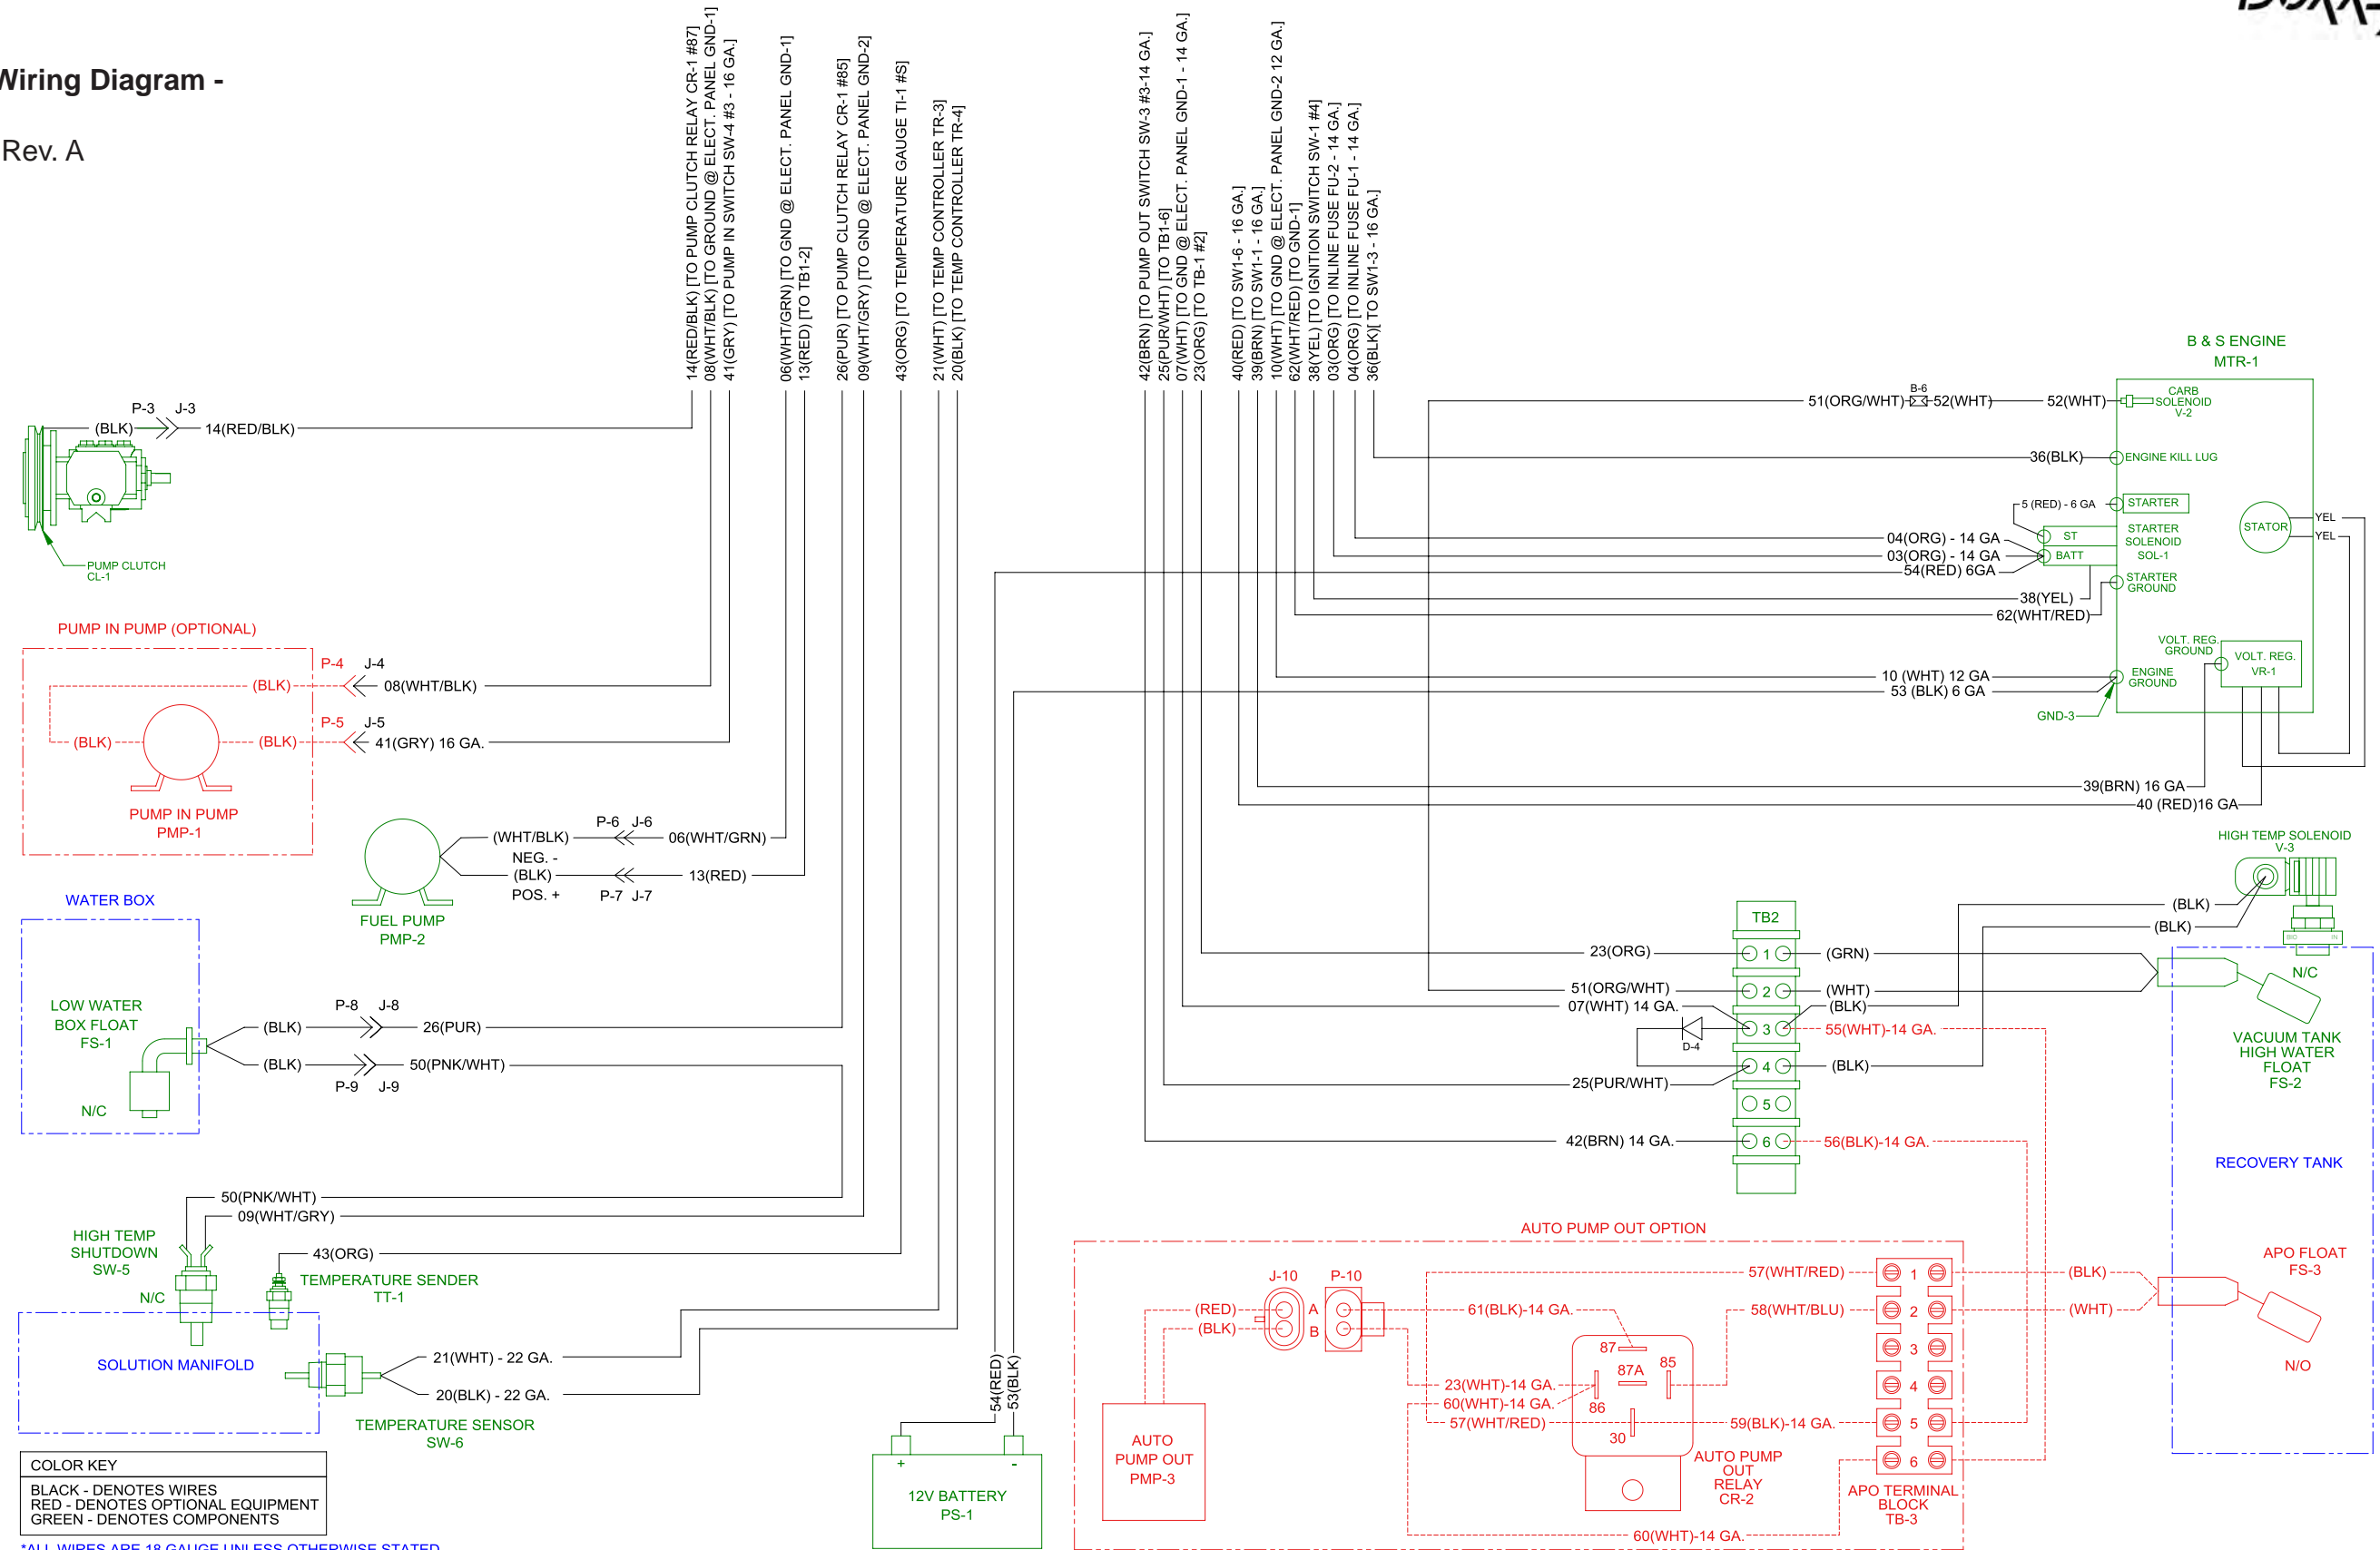 Wiring Diagram -
Rev. A
14(RED/BLK) [TO PUMP CLUTCH RELAY CR-1 #87]
08(WHT/BLK) [TO GROUND @ ELECT. PANEL GND-1]
41(GRY) [TO PUMP IN SWITCH SW-4 #3 - 16 GA.]
06(WHT/GRN) [TO GND @ ELECT. PANEL GND-1]
13(RED) [TO TB1-2]
26(PUR) [TO PUMP CLUTCH RELAY CR-1 #85]
09(WHT/GRY) [TO GND @ ELECT. PANEL GND-2]
43(ORG) [TO TEMPERATURE GAUGE TI-1 #S]
21(WHT) [TO TEMP CONTROLLER TR-3]
20(BLK) [TO TEMP CONTROLLER TR-4]
42(BRN) [TO PUMP OUT SWITCH SW-3 #3-14 GA.]
25(PUR/WHT) [TO TB1-6]
07(WHT) [TO GND @ ELECT. PANEL GND-1 - 14 GA.]
23(ORG) [TO TB-1 #2]
40(RED) [TO SW1-6 - 16 GA.]
39(BRN) [TO SW1-1 - 16 GA.]
10(WHT) [TO GND @ ELECT. PANEL GND-2 12 GA.]
62(WHT/RED) [TO GND-1]
38(YEL) [TO IGNITION SWITCH SW-1 #4]
03(ORG) [TO INLINE FUSE FU-2 - 14 GA.]
04(ORG) [TO INLINE FUSE FU-1 - 14 GA.]
36(BLK)[ TO SW1-3 - 16 GA.]
B & S ENGINE
MTR-1
51(ORG/WHT)
B-6
52(WHT)
52(WHT)
CARB
SOLENOID
V-2
36(BLK)
ENGINE KILL LUG
5 (RED) - 6 GA
STARTER
ST
BATT
STARTER
SOLENOID
SOL-1
STATOR
YEL
YEL
04(ORG) - 14 GA
03(ORG) - 14 GA
54(RED) 6GA
STARTER
GROUND
38(YEL)
62(WHT/RED)
VOLT. REG.
GROUND
VOLT. REG.
VR-1
10 (WHT) 12 GA
53 (BLK) 6 GA
ENGINE
GROUND
GND-3
39(BRN) 16 GA
40 (RED)16 GA
P-3 J-3
(BLK)
14(RED/BLK)
PUMP CLUTCH
CL-1
PUMP IN PUMP (OPTIONAL)
P-4 J-4
(BLK)
08(WHT/BLK)
P-5 J-5
(BLK)
(BLK)
41(GRY) 16 GA.
PUMP IN PUMP
PMP-1
(WHT/BLK)
P-6 J-6
06(WHT/GRN)
NEG. -
(BLK)
13(RED)
POS. +
P-7 J-7
FUEL PUMP
PMP-2
WATER BOX
LOW WATER
BOX FLOAT
FS-1
N/C
P-8 J-8
(BLK)
26(PUR)
(BLK)
50(PNK/WHT)
P-9 J-9
50(PNK/WHT)
09(WHT/GRY)
HIGH TEMP
SHUTDOWN
SW-5
N/C
43(ORG)
TEMPERATURE SENDER
TT-1
SOLUTION MANIFOLD
21(WHT) - 22 GA.
20(BLK) - 22 GA.
TEMPERATURE SENSOR
SW-6
54(RED)
53(BLK)
+
-
12V BATTERY
PS-1
HIGH TEMP SOLENOID
V-3
(BLK)
(BLK)
TB2
1
2
3
4
5
6
23(ORG)
(GRN)
51(ORG/WHT)
(WHT)
07(WHT) 14 GA.
(BLK)
D-4
55(WHT)-14 GA.
(BLK)
25(PUR/WHT)
42(BRN) 14 GA.
56(BLK)-14 GA.
N/C
VACUUM TANK
HIGH WATER
FLOAT
FS-2
RECOVERY TANK
APO FLOAT
FS-3
N/O
AUTO PUMP OUT OPTION
J-10 P-10
(RED)
(BLK)
A
B
57(WHT/RED)
61(BLK)-14 GA.
58(WHT/BLU)
87
87A
85
86
30
23(WHT)-14 GA.
60(WHT)-14 GA.
57(WHT/RED)
59(BLK)-14 GA.
AUTO
PUMP OUT
PMP-3
AUTO PUMP
OUT
RELAY
CR-2
1
2
3
4
5
6
(BLK)
(WHT)
APO TERMINAL
BLOCK
TB-3
60(WHT)-14 GA.
COLOR KEY
BLACK - DENOTES WIRES
RED - DENOTES OPTIONAL EQUIPMENT
GREEN - DENOTES COMPONENTS
*ALL WIRES ARE 18 GAUGE UNLESS OTHERWISE STATED